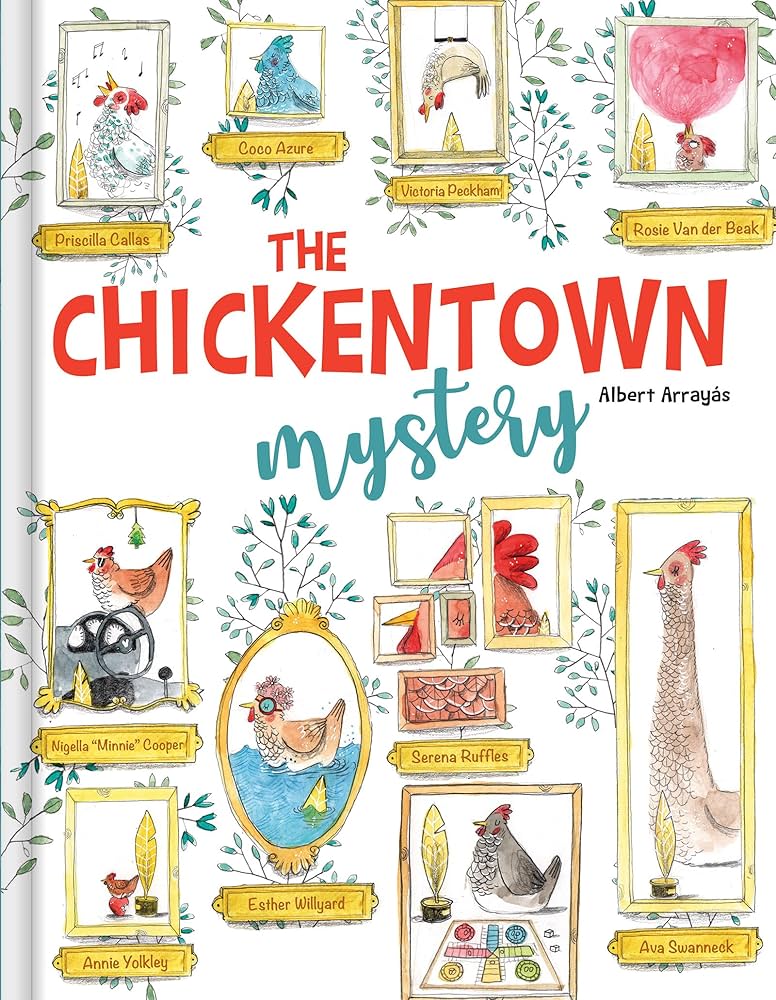 Priscilla Callas
Coco Azure
Victoria Peckham
Rosie Van der Beak
THE
CHICKENTOWN
mystery
Albert Arrayás
Nigella "Minnie" Cooper
Esther Willyard
Serena Ruffles
Annie Yolkley
Ava Swanneck